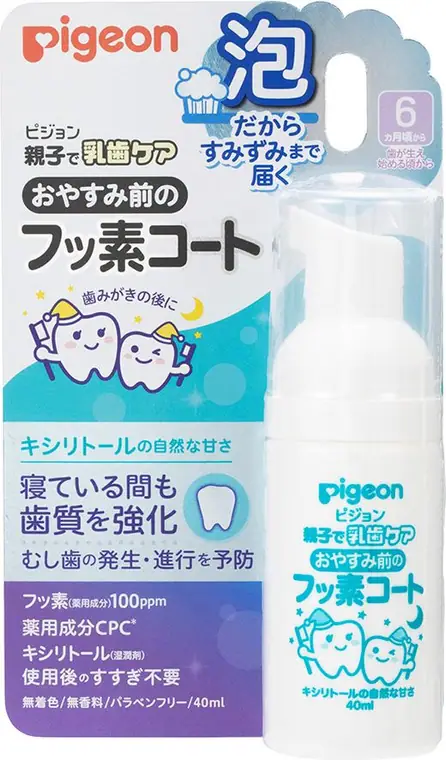 pigeon
泡
だから
すみずみまで
届く
6
カ月頃から
歯が生え
始める頃から
ピジョン
親子で乳歯ケア
おやすみ前の
フッ素コート
歯みがきの後に
キシリトールの自然な甘さ
寝ている間も
歯質を強化
むし歯の発生・進行を予防
フッ素(薬用成分)100ppm
薬用成分CPC*
キシリトール(湿潤剤)
使用後のすすぎ不要
無着色/無香料/パラベンフリー/40ml
pigeon
ピジョン
親子で乳歯ケア
おやすみ前の
フッ素コート
キシリトールの自然な甘さ
40ml